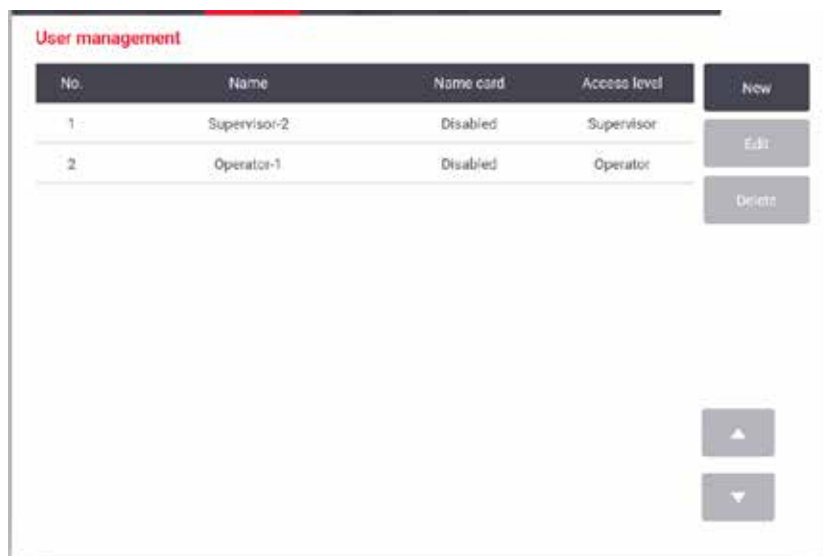 User management
No. Name Name card Access level New
1 Supervisor-2 Disabled Supervisor
Edit
2 Operator-1 Disabled Operator
Delete